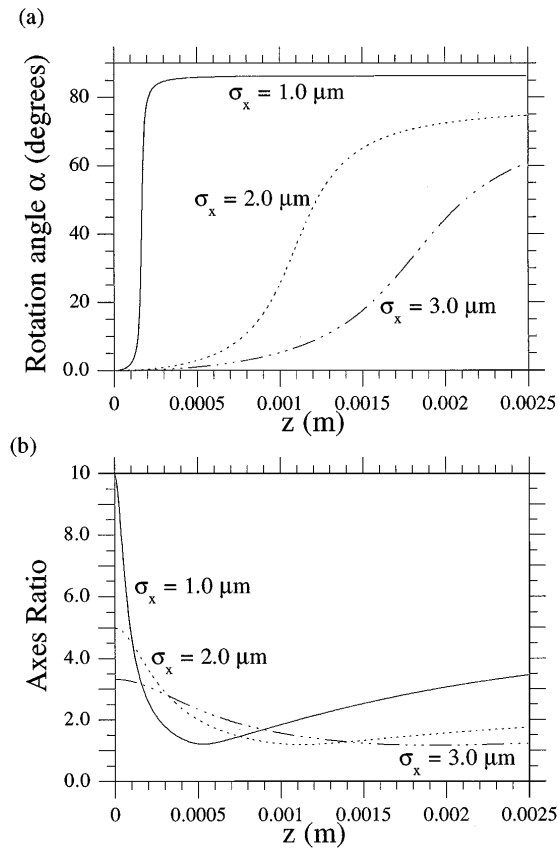 (a)
Rotation angle α (degrees)
80
60
40
20
0.0
σx = 1.0 μm
σx = 2.0 μm
σx = 3.0 μm
0 0.0005 0.001 0.0015 0.002 0.0025
z (m)
(b)
Axes Ratio
10
8.0
6.0
4.0
2.0
0.0
σx = 1.0 μm
σx = 2.0 μm
σx = 3.0 μm
0 0.0005 0.001 0.0015 0.002 0.0025
z (m)